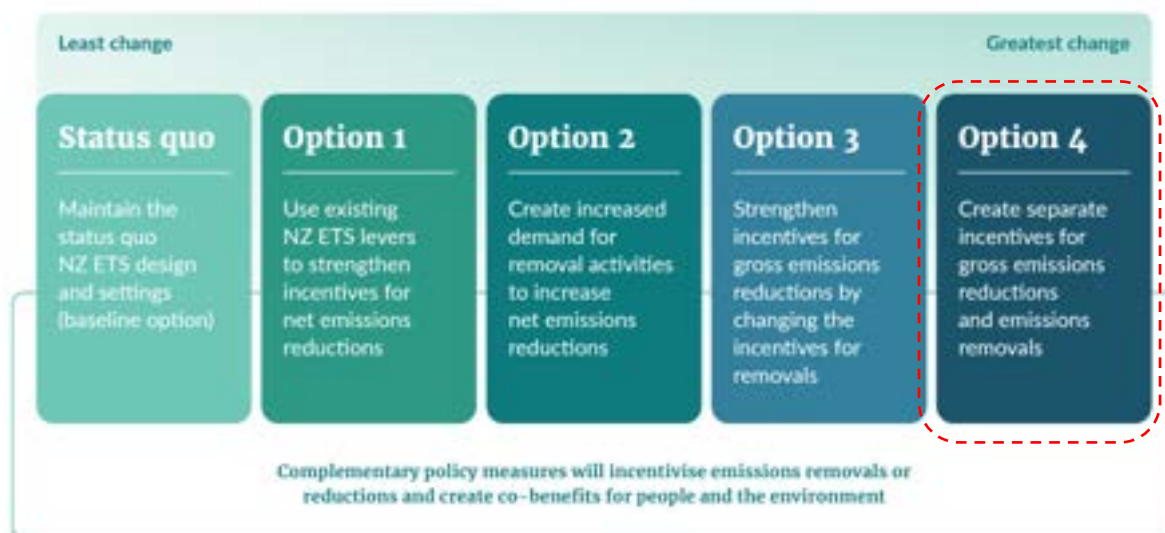 Least change
Greatest change
Status quo
Maintain the
status quo
NZ ETS design
and settings
(baseline option)
Option 1
Use existing
NZ ETS levers
to strengthen
incentives for
net emissions
reductions
Option 2
Create increased
demand for
removal activities
to increase
net emissions
reductions
Option 3
Strengthen
incentives for
gross emissions
reductions by
changing the
incentives for
removals
Option 4
Create separate
incentives for
gross emissions
reductions
and emissions
removals
Complementary policy measures will incentivise emissions removals or
reductions and create co-benefits for people and the environment